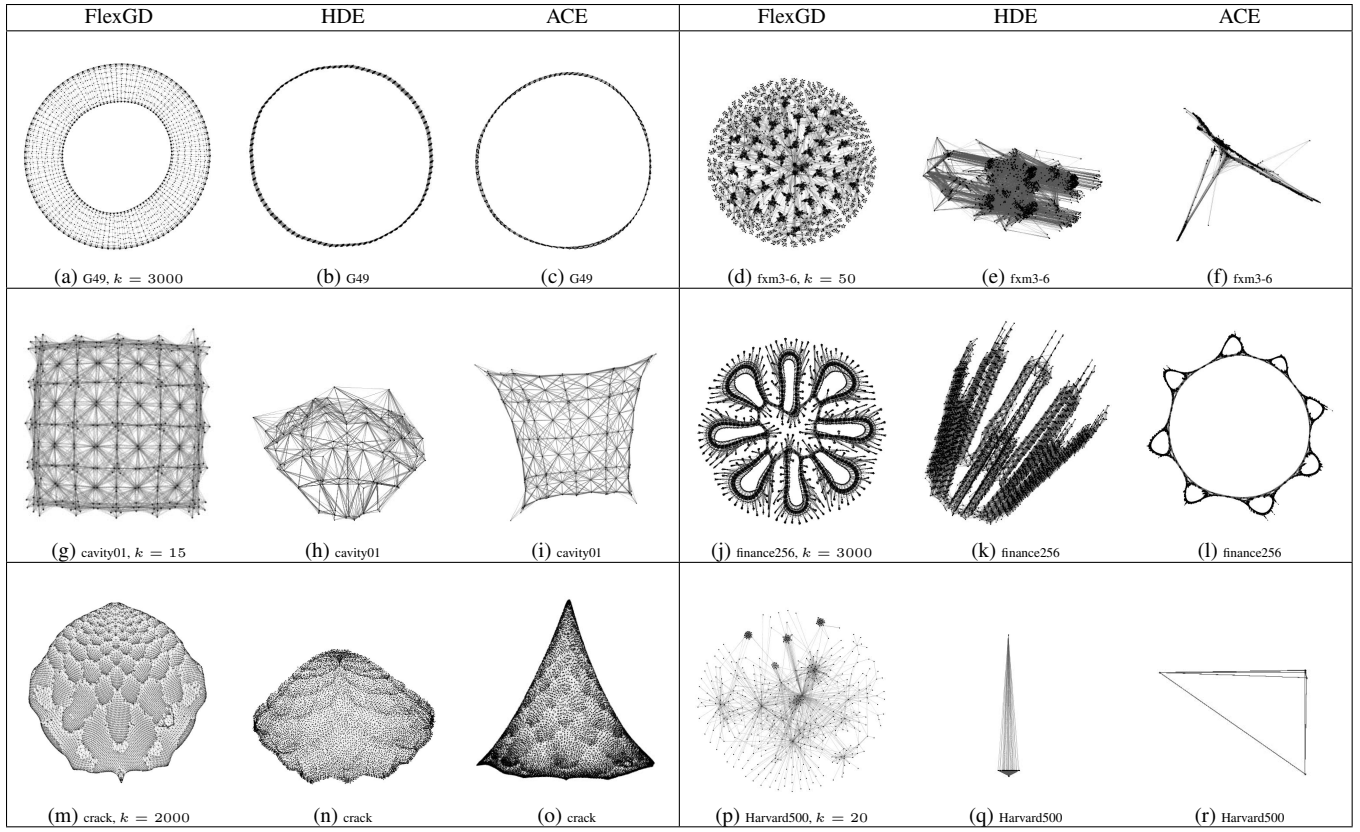 FlexGD HDE ACE FlexGD HDE ACE
(a) G49, k = 3000 (b) G49 (c) G49 (d) fxm3-6, k = 50 (e) fxm3-6 (f) fxm3-6
(g) cavity01, k = 15 (h) cavity01 (i) cavity01 (j) finance256, k = 3000 (k) finance256 (l) finance256
(m) crack, k = 2000 (n) crack (o) crack (p) Harvard500, k = 20 (q) Harvard500 (r) Harvard500